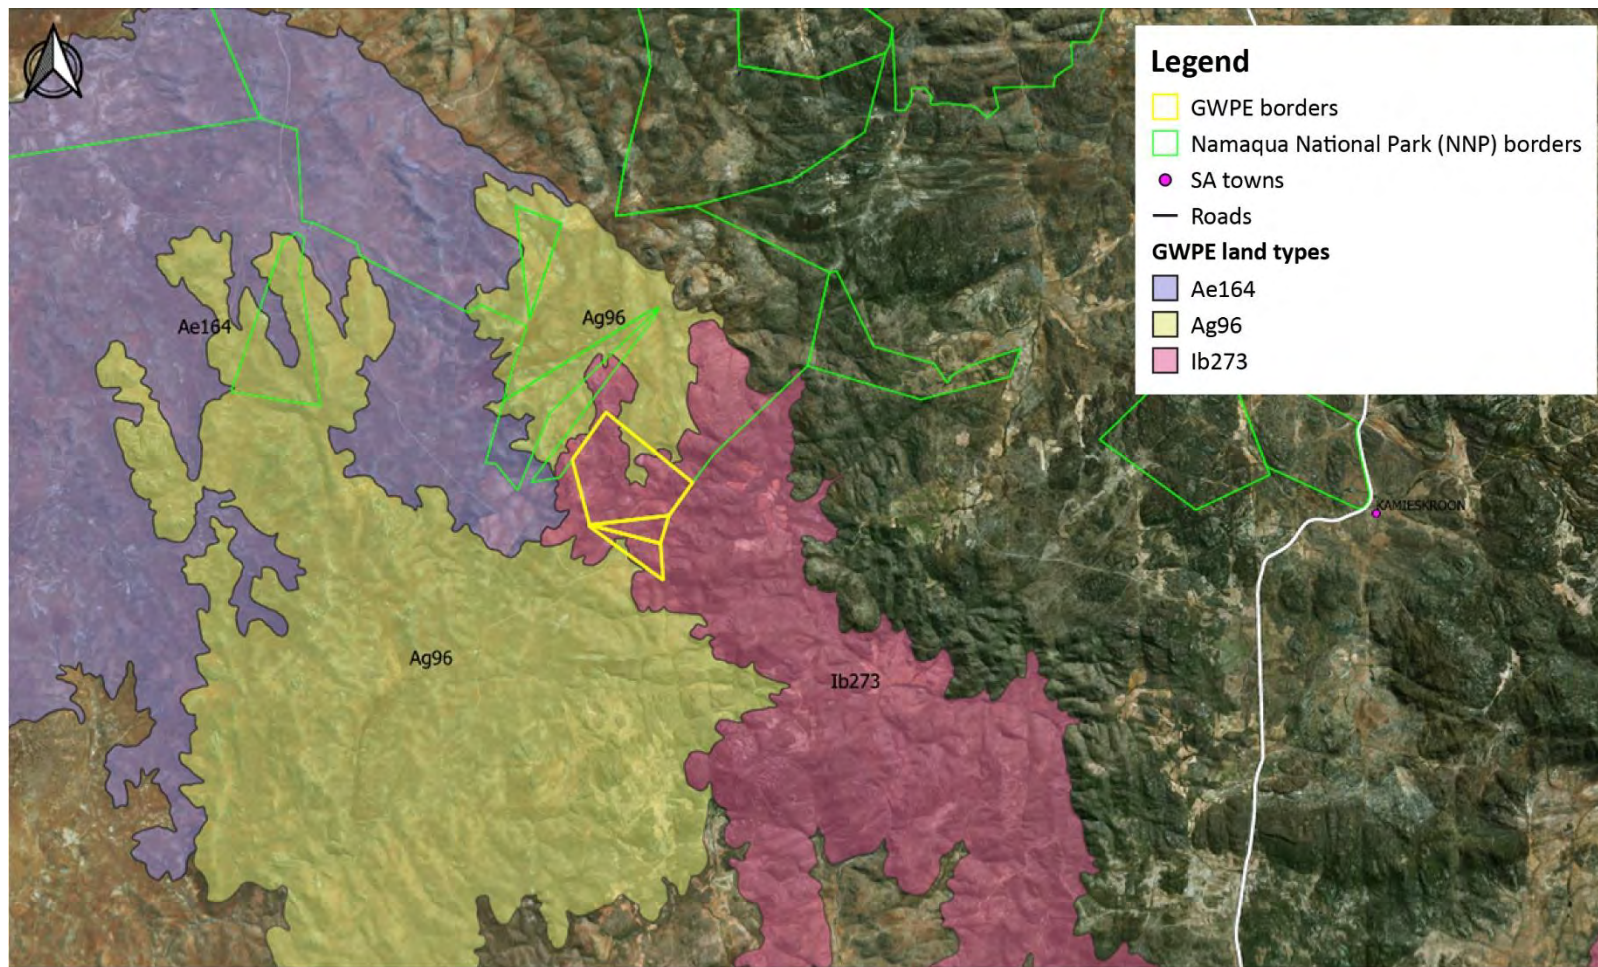 Legend
GWPE borders
Namaqua National Park (NNP) borders
SA towns
Roads
GWPE land types
Ae164
Ag96
Ib273
Ag96
Ae164
KAMIESKROON
Ag96
Ib273